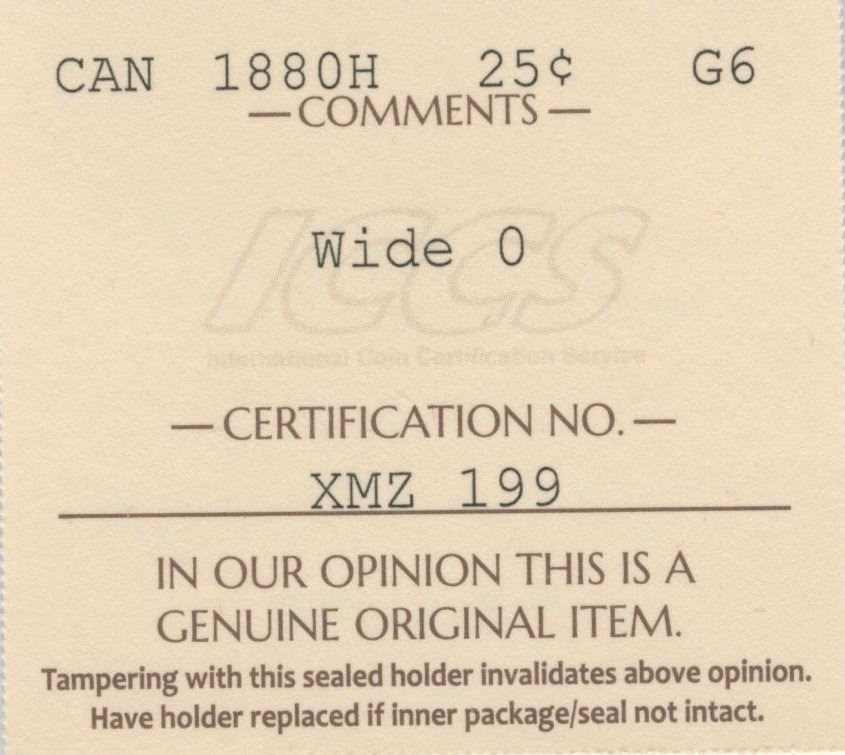 CAN 1880H 25¢ G6
— COMMENTS —
ICCS
Wide 0
International Coin Certification Service
— CERTIFICATION NO. —
XMZ 199
IN OUR OPINION THIS IS A
GENUINE ORIGINAL ITEM.
Tampering with this sealed holder invalidates above opinion.
Have holder replaced if inner package/seal not intact.